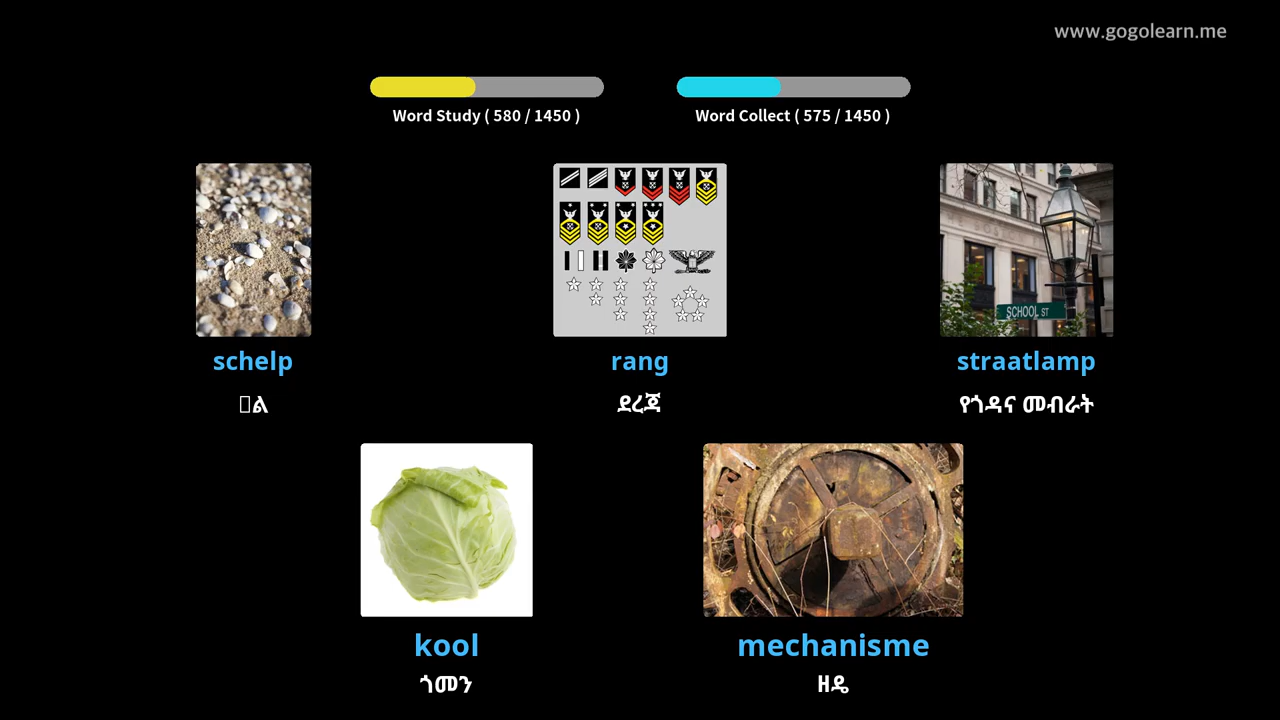 www.gogolearn.me
Word Study ( 580 / 1450 )
Word Collect ( 575 / 1450 )
SCHOOL ST
schelp
rang
straatlamp
ደረጃ
የጎዳና መብራት
kool
mechanisme
ጎመን
ዘዴ